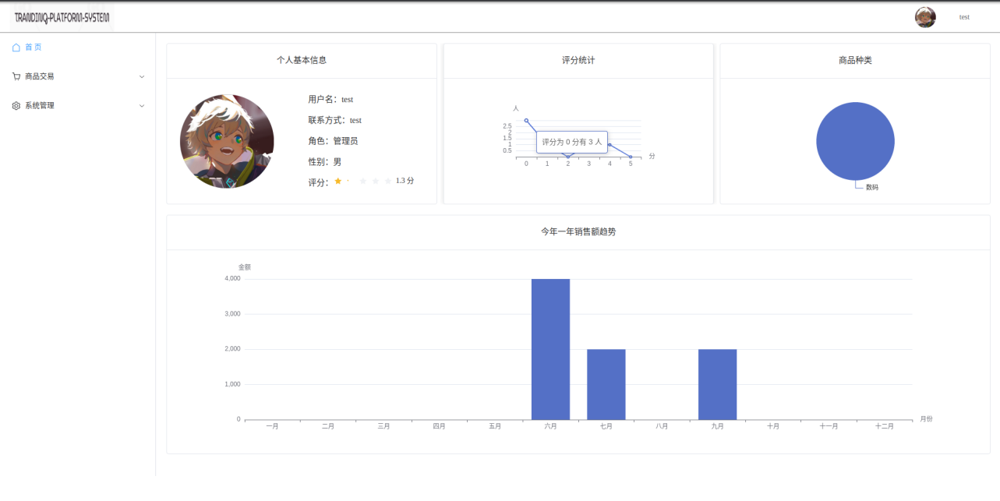 TRANDINQ-PLATFORM-SYSTEM
test
首页
商品交易
系统管理
个人基本信息
用户名：test
联系方式：test
角色：管理员
性别：男
评分： 1.3 分
评分统计
人
2.5
2
1.5
1
0.5
评分为 0 分有 3 人
0 1 2 3 4 5
分
商品种类
数码
今年一年销售额趋势
金额
4,000
3,000
2,000
1,000
0
一月 二月 三月 四月 五月 六月 七月 八月 九月 十月 十一月 十二月
月份